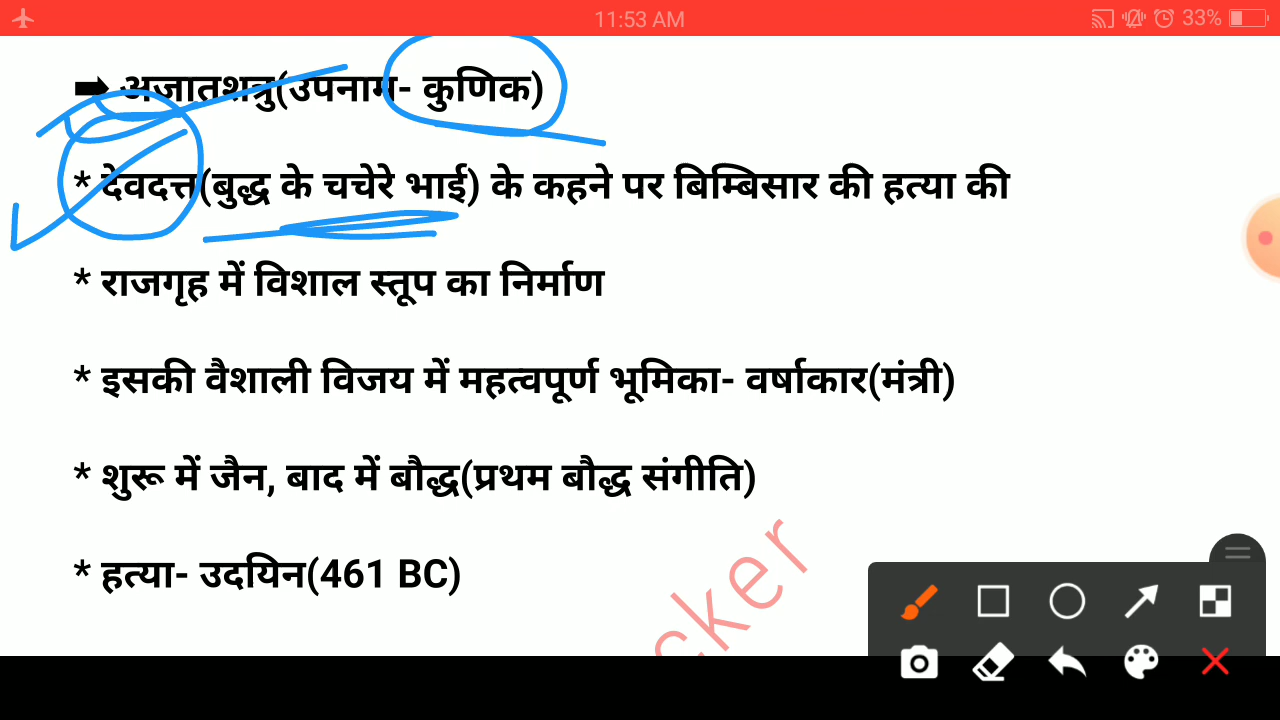 11:53 AM
33%
➡ अजातशत्रु(उपनाम- कुणिक)
* देवदत्त(बुद्ध के चचेरे भाई) के कहने पर बिम्बिसार की हत्या की
* राजगृह में विशाल स्तूप का निर्माण
* इसकी वैशाली विजय में महत्वपूर्ण भूमिका- वर्षाकार(मंत्री)
* शुरू में जैन, बाद में बौद्ध(प्रथम बौद्ध संगीति)
* हत्या- उदयिन(461 BC)
cker